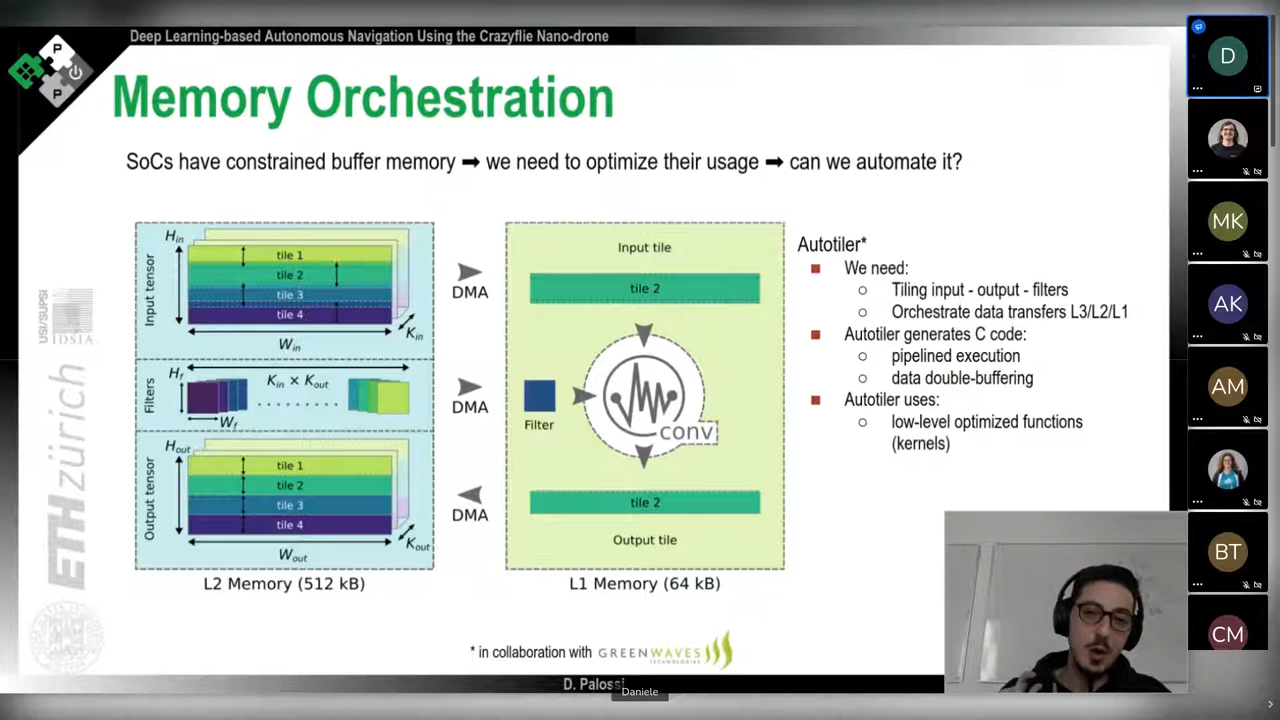 Deep Learning-based Autonomous Navigation Using the Crazyflie Nano-drone
P
P
P
Memory Orchestration
SoCs have constrained buffer memory ➡ we need to optimize their usage ➡ can we automate it?
Input tensor
H_in
tile 1
tile 2
tile 3
tile 4
W_in
K_in
Filters
H_f
K_in × K_out
W_f
Output tensor
H_out
tile 1
tile 2
tile 3
tile 4
W_out
K_out
L2 Memory (512 kB)
DMA
DMA
DMA
Input tile
tile 2
Filter
conv
tile 2
Output tile
L1 Memory (64 kB)
Autotiler*
We need:
Tiling input - output - filters
Orchestrate data transfers L3/L2/L1
Autotiler generates C code:
pipelined execution
data double-buffering
Autotiler uses:
low-level optimized functions
(kernels)
* in collaboration with GREENWAVES
TECHNOLOGIES
USI/SUPSI
IDSIA
ETH zürich
D. Palossi
Daniele
D
MK
AK
AM
BT
CM